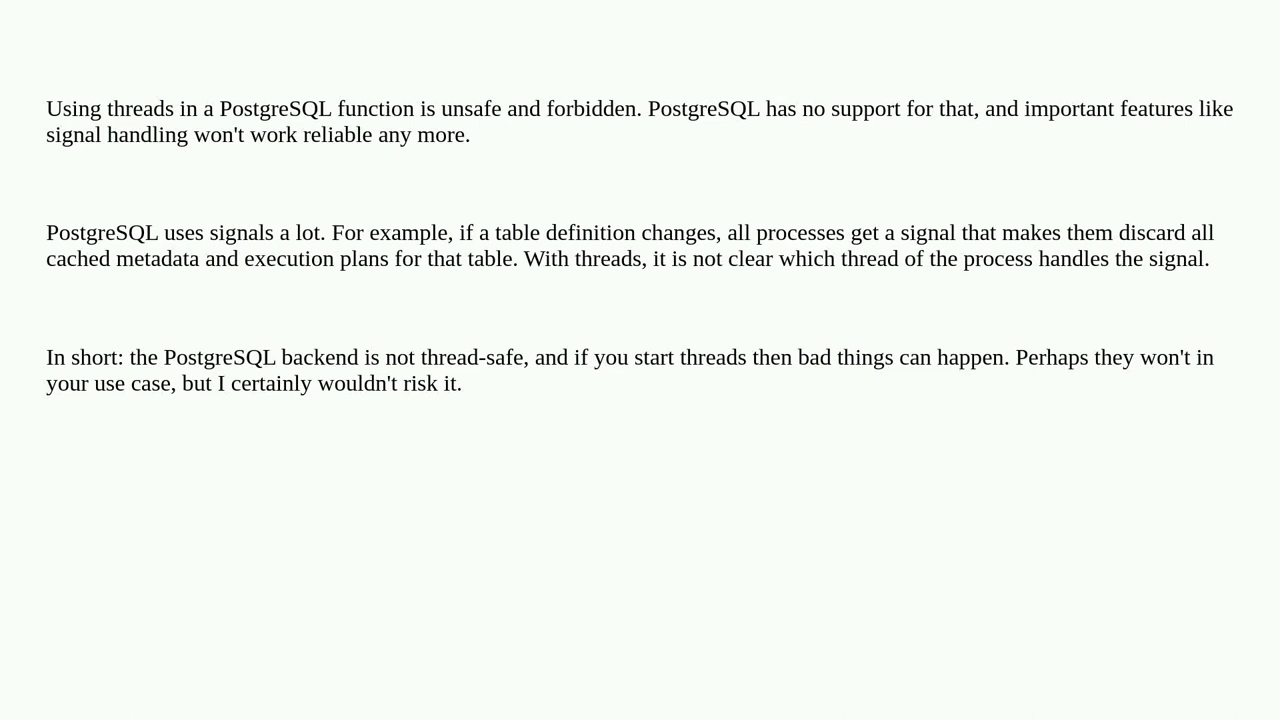 Using threads in a PostgreSQL function is unsafe and forbidden. PostgreSQL has no support for that, and important features like
signal handling won't work reliable any more.
PostgreSQL uses signals a lot. For example, if a table definition changes, all processes get a signal that makes them discard all
cached metadata and execution plans for that table. With threads, it is not clear which thread of the process handles the signal.
In short: the PostgreSQL backend is not thread-safe, and if you start threads then bad things can happen. Perhaps they won't in
your use case, but I certainly wouldn't risk it.